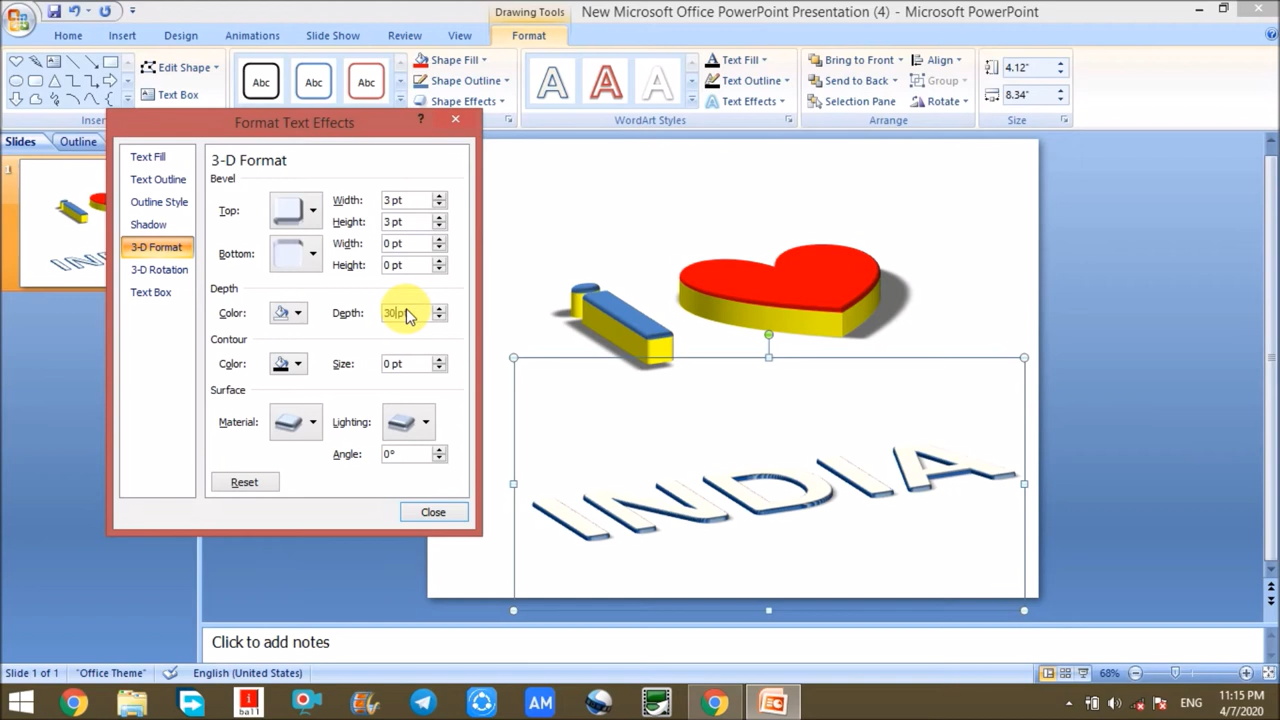 Drawing Tools
New Microsoft Office PowerPoint Presentation (4) - Microsoft PowerPoint
Home Insert Design Animations Slide Show Review View Format
Edit Shape
Text Box
Abc Abc Abc
Shape Fill
Shape Outline
Shape Effects
A A A
Text Fill
Text Outline
Text Effects
Bring to Front
Send to Back
Selection Pane
Align
Group
Rotate
4.12"
8.34"
WordArt Styles Arrange Size
Slides Outline
1
Format Text Effects
?
Text Fill
Text Outline
Outline Style
Shadow
3-D Format
3-D Rotation
Text Box
3-D Format
Bevel
Top: Width: 3 pt
Height: 3 pt
Bottom: Width: 0 pt
Height: 0 pt
Depth
Color: Depth: 30 pt
Contour
Color: Size: 0 pt
Surface
Material: Lighting:
Angle: 0°
Reset
Close
I
INDIA
Click to add notes
Slide 1 of 1 "Office Theme" English (United States) 68%
i
ball
AM
ENG
11:15 PM
4/7/2020